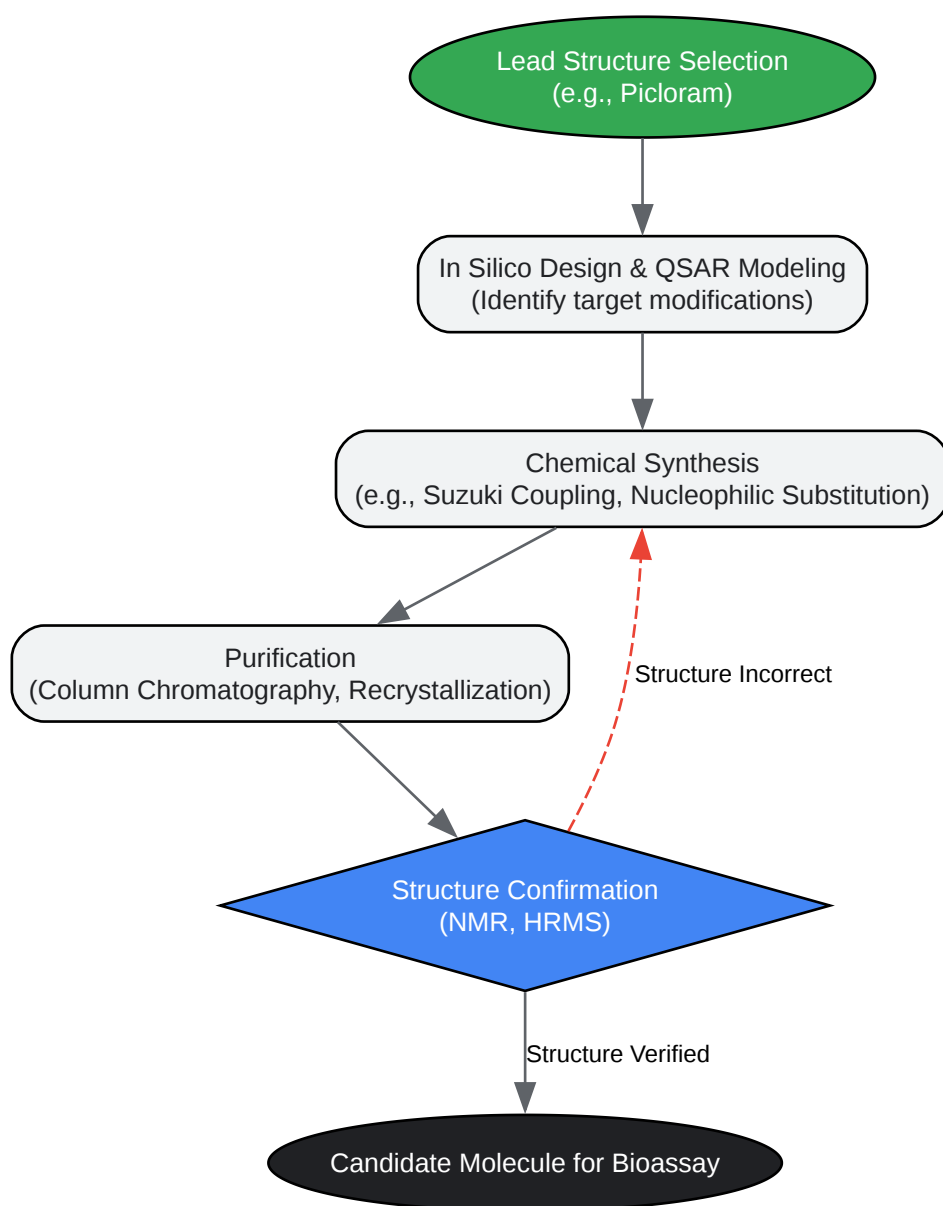 Lead Structure Selection
(e.g., Picloram)
In Silico Design & QSAR Modeling
(Identify target modifications)
Chemical Synthesis
(e.g., Suzuki Coupling, Nucleophilic Substitution)
Purification
(Column Chromatography, Recrystallization)
Structure Incorrect
Structure Confirmation
(NMR, HRMS)
Structure Verified
Candidate Molecule for Bioassay